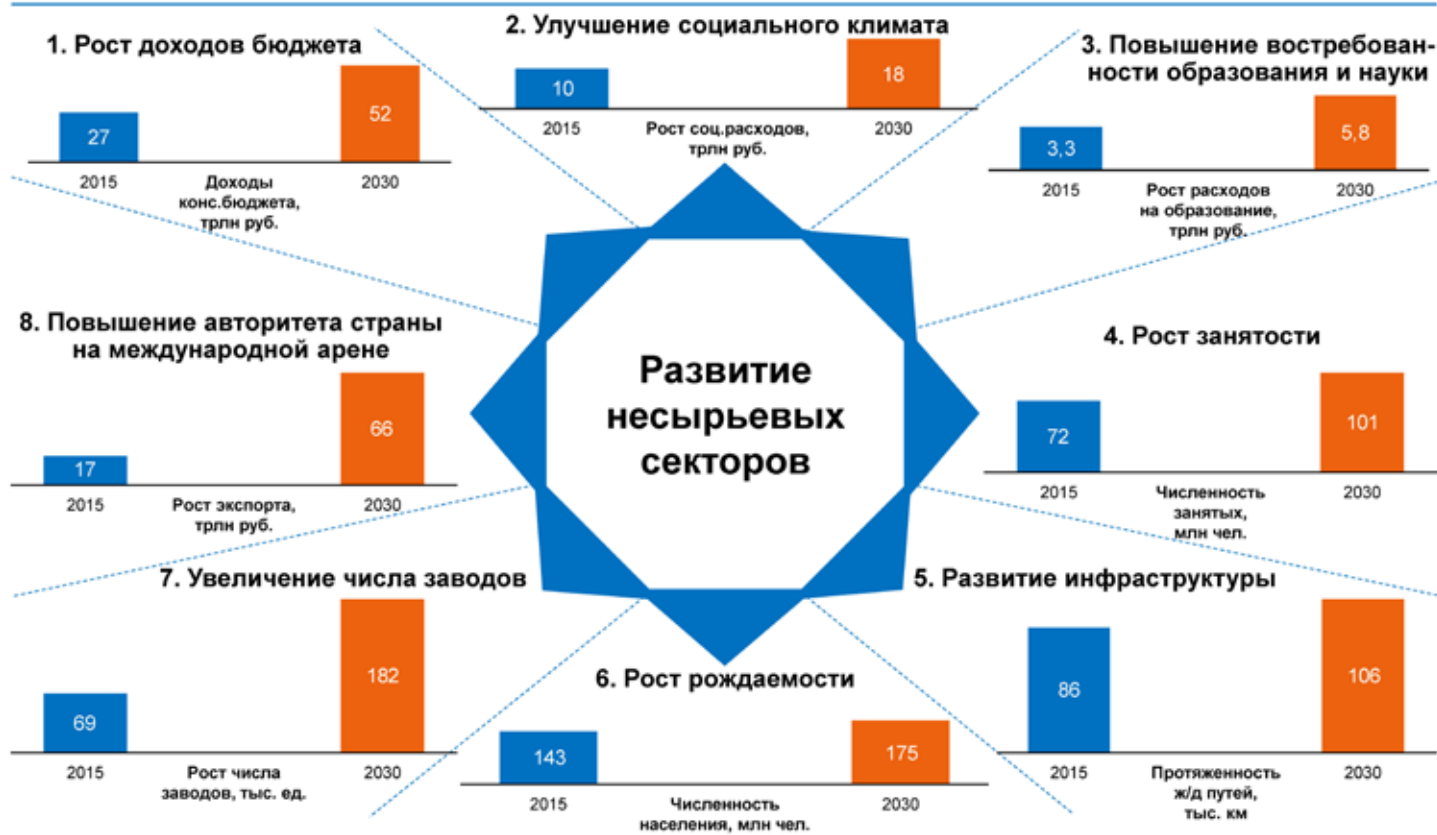 1. Рост доходов бюджета
27
52
2015
Доходы
конс.бюджета,
трлн руб.
2030
2. Улучшение социального климата
10
18
2015
Рост соц.расходов,
трлн руб.
2030
3. Повышение востребован-
ности образования и науки
3,3
5,8
2015
Рост расходов
на образование,
трлн руб.
2030
8. Повышение авторитета страны
на международной арене
17
66
2015
Рост экспорта,
трлн руб.
2030
Развитие
несырьевых
секторов
4. Рост занятости
72
101
2015
Численность
занятых,
млн чел.
2030
7. Увеличение числа заводов
69
182
2015
Рост числа
заводов, тыс. ед.
2030
6. Рост рождаемости
143
175
2015
Численность
населения, млн чел.
2030
5. Развитие инфраструктуры
86
106
2015
Протяженность
ж/д путей,
тыс. км
2030